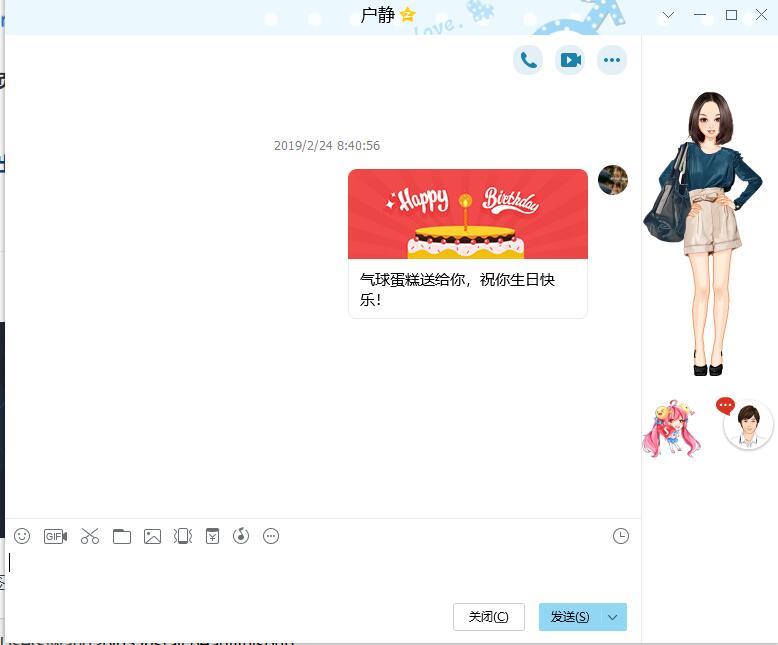 户静
love.
2019/2/24 8:40:56
Happy Birthday
气球蛋糕送给你，祝你生日快
乐！
GIF
关闭(C)
发送(S)